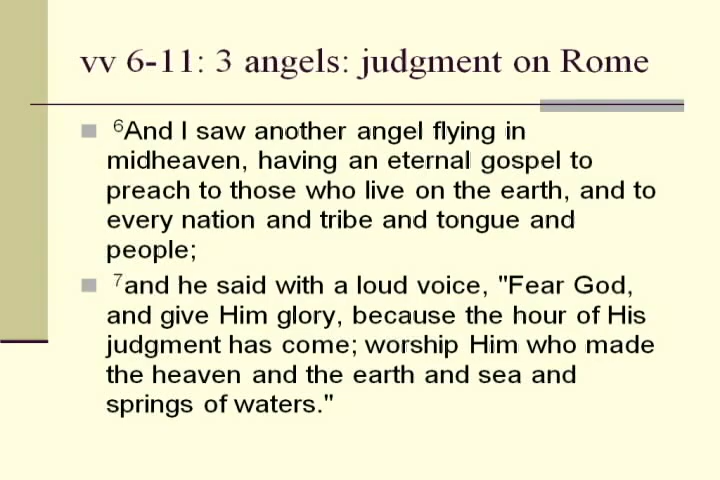 vv 6-11: 3 angels: judgment on Rome
6And I saw another angel flying in
midheaven, having an eternal gospel to
preach to those who live on the earth, and to
every nation and tribe and tongue and
people;
7and he said with a loud voice, "Fear God,
and give Him glory, because the hour of His
judgment has come; worship Him who made
the heaven and the earth and sea and
springs of waters."